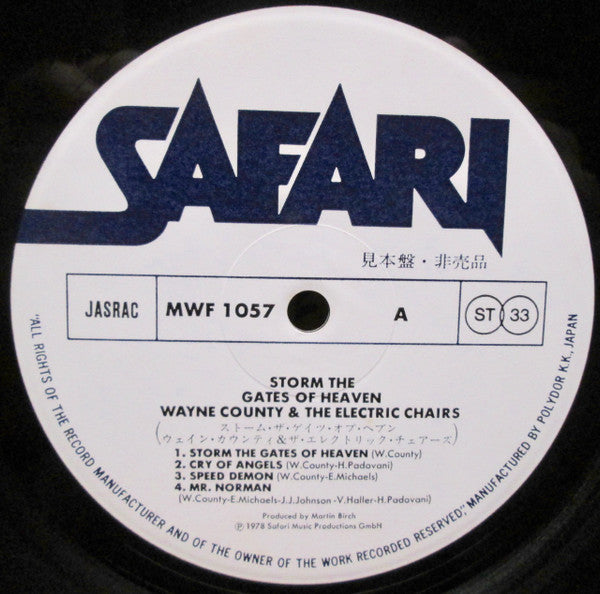 SAFARI
見本盤・非売品
JASRAC
MWF 1057
A
ST 33
STORM THE
GATES OF HEAVEN
WAYNE COUNTY & THE ELECTRIC CHAIRS
(ストーム・ザ・ゲイツ・オブ・ヘブン
ウェイン・カウンティ&ザ・エレクトリック・チェアーズ)
1. STORM THE GATES OF HEAVEN (W.County)
2. CRY OF ANGELS (W.County-H.Padovani)
3. SPEED DEMON (W.County-E.Michaels)
4. MR. NORMAN
(W.County-E.Michaels-J.J.Johnson-V.Haller-H.Padovani)
Produced by Martin Birch
Ⓟ 1978 Safari Music Productions GmbH
"ALL RIGHTS OF THE RECORD MANUFACTURER AND OF THE OWNER OF THE WORK RECORDED RESERVED," MANUFACTURED BY POLYDOR K.K., JAPAN